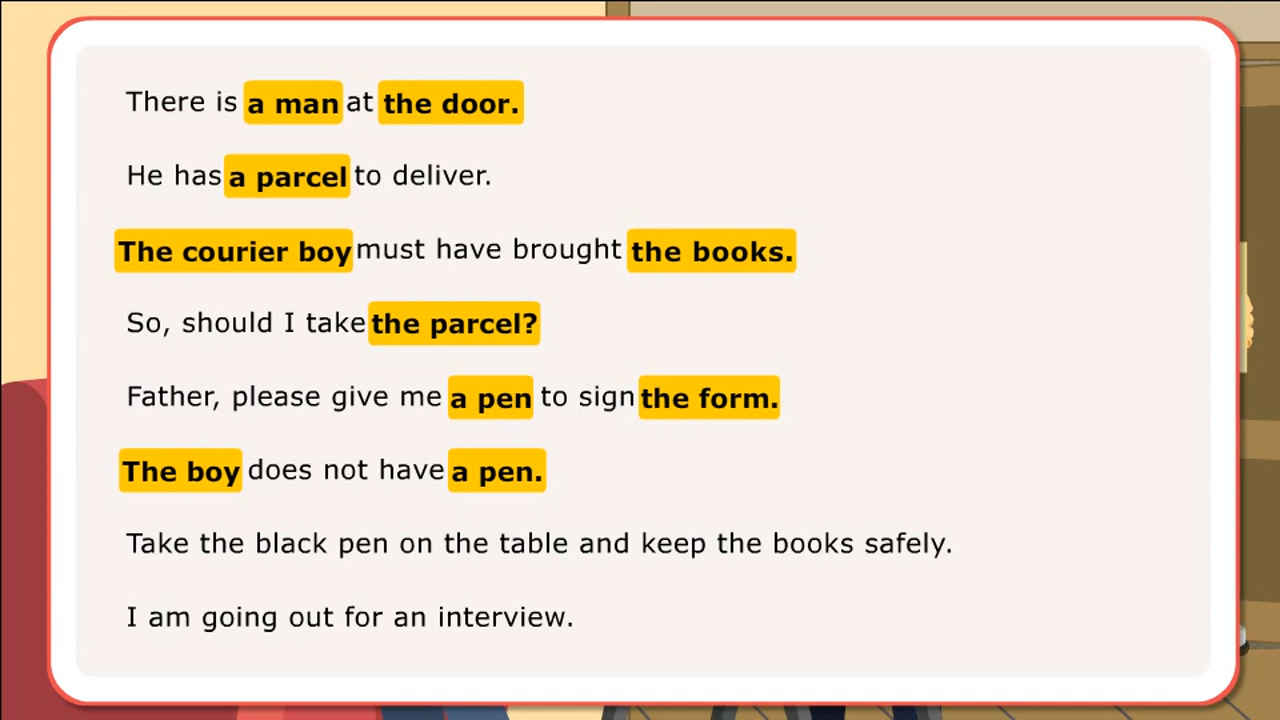 There is a man at the door.
He has a parcel to deliver.
The courier boy must have brought the books.
So, should I take the parcel?
Father, please give me a pen to sign the form.
The boy does not have a pen.
Take the black pen on the table and keep the books safely.
I am going out for an interview.